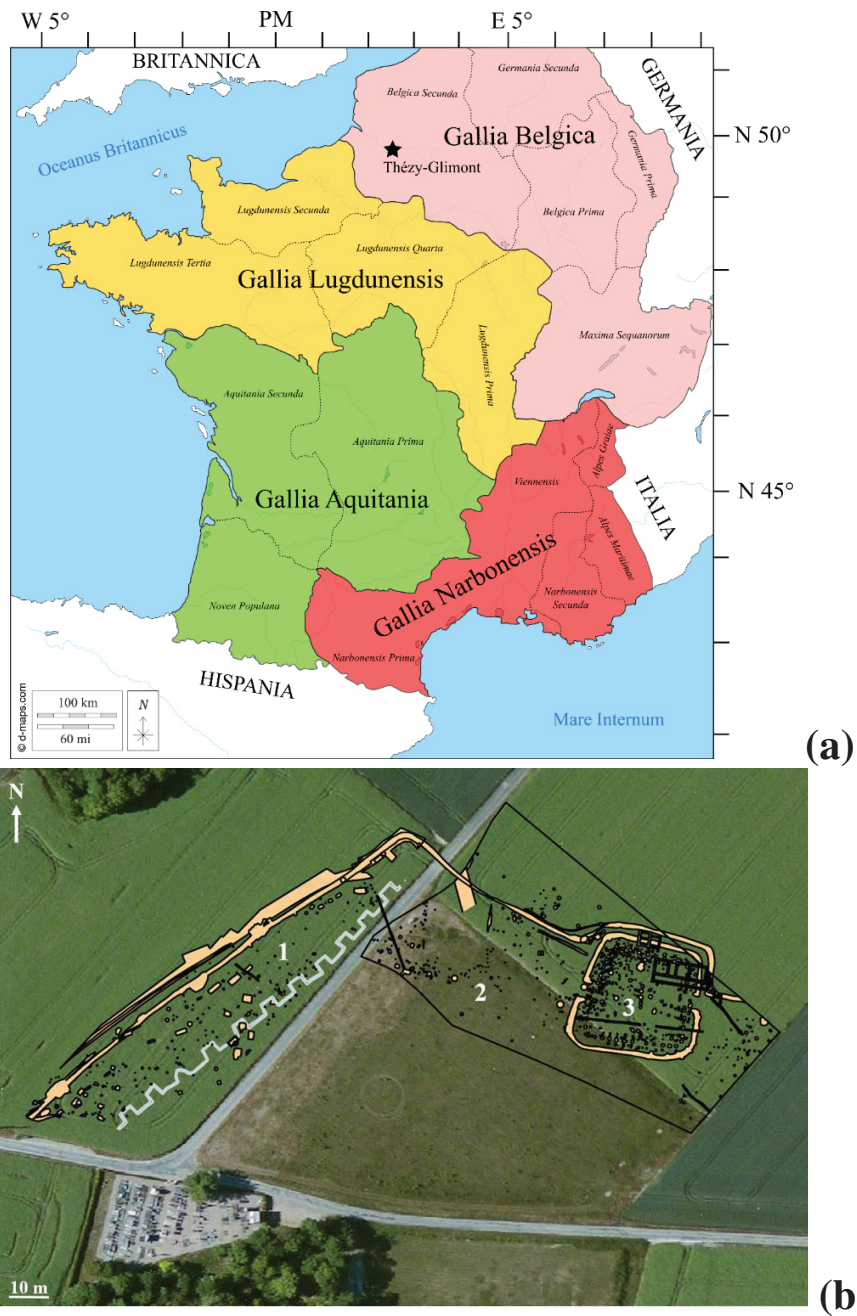 W 5° PM E 5°
BRITANNICA
Germania Secunda
GERMANIA
Belgica Secunda
Gallia Belgica
N 50°
Oceanus Britannicus
Thézy-Glimont
Germania Prima
Lugdunensis Secunda
Belgica Prima
Lugdunensis Quarta
Lugdunensis Tertia
Gallia Lugdunensis
Lugdunensis Prima
Maxima Sequanorum
Aquitania Secunda
Aquitania Prima
Alpes Graiae
Viennensis
Gallia Aquitania
N 45°
ITALIA
Alpes Maritimae
Gallia Narbonensis
Noven Populana
Narbonensis
Secunda
Narbonensis Prima
HISPANIA
100 km
60 mi
N
© d-maps.com
Mare Internum
(a)
N
1
2
3
10 m
(b